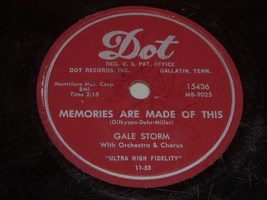 Dot
REG. U. S. PAT. OFFICE
DOT RECORDS, INC. GALLATIN, TENN.
Montclare Mus. Corp. 15436
BMI MB-9025
Time 2:15
MEMORIES ARE MADE OF THIS
(Gilkyson-Dehr-Miller)
GALE STORM
With Orchestra & Chorus
"ULTRA HIGH FIDELITY"
11-55